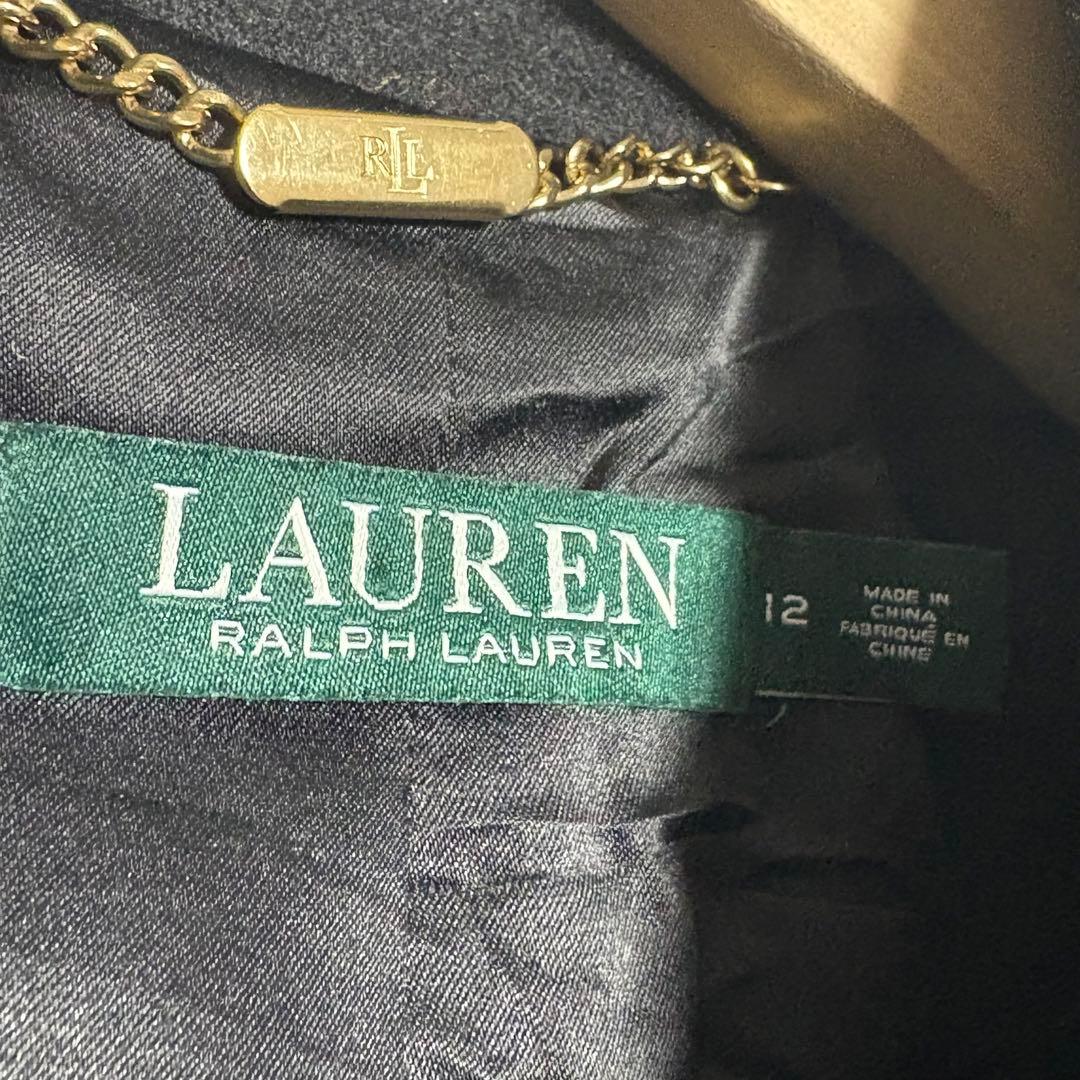 RLL
LAUREN
RALPH LAUREN
12
MADE IN
CHINA
FABRIQUÉ EN
CHINE